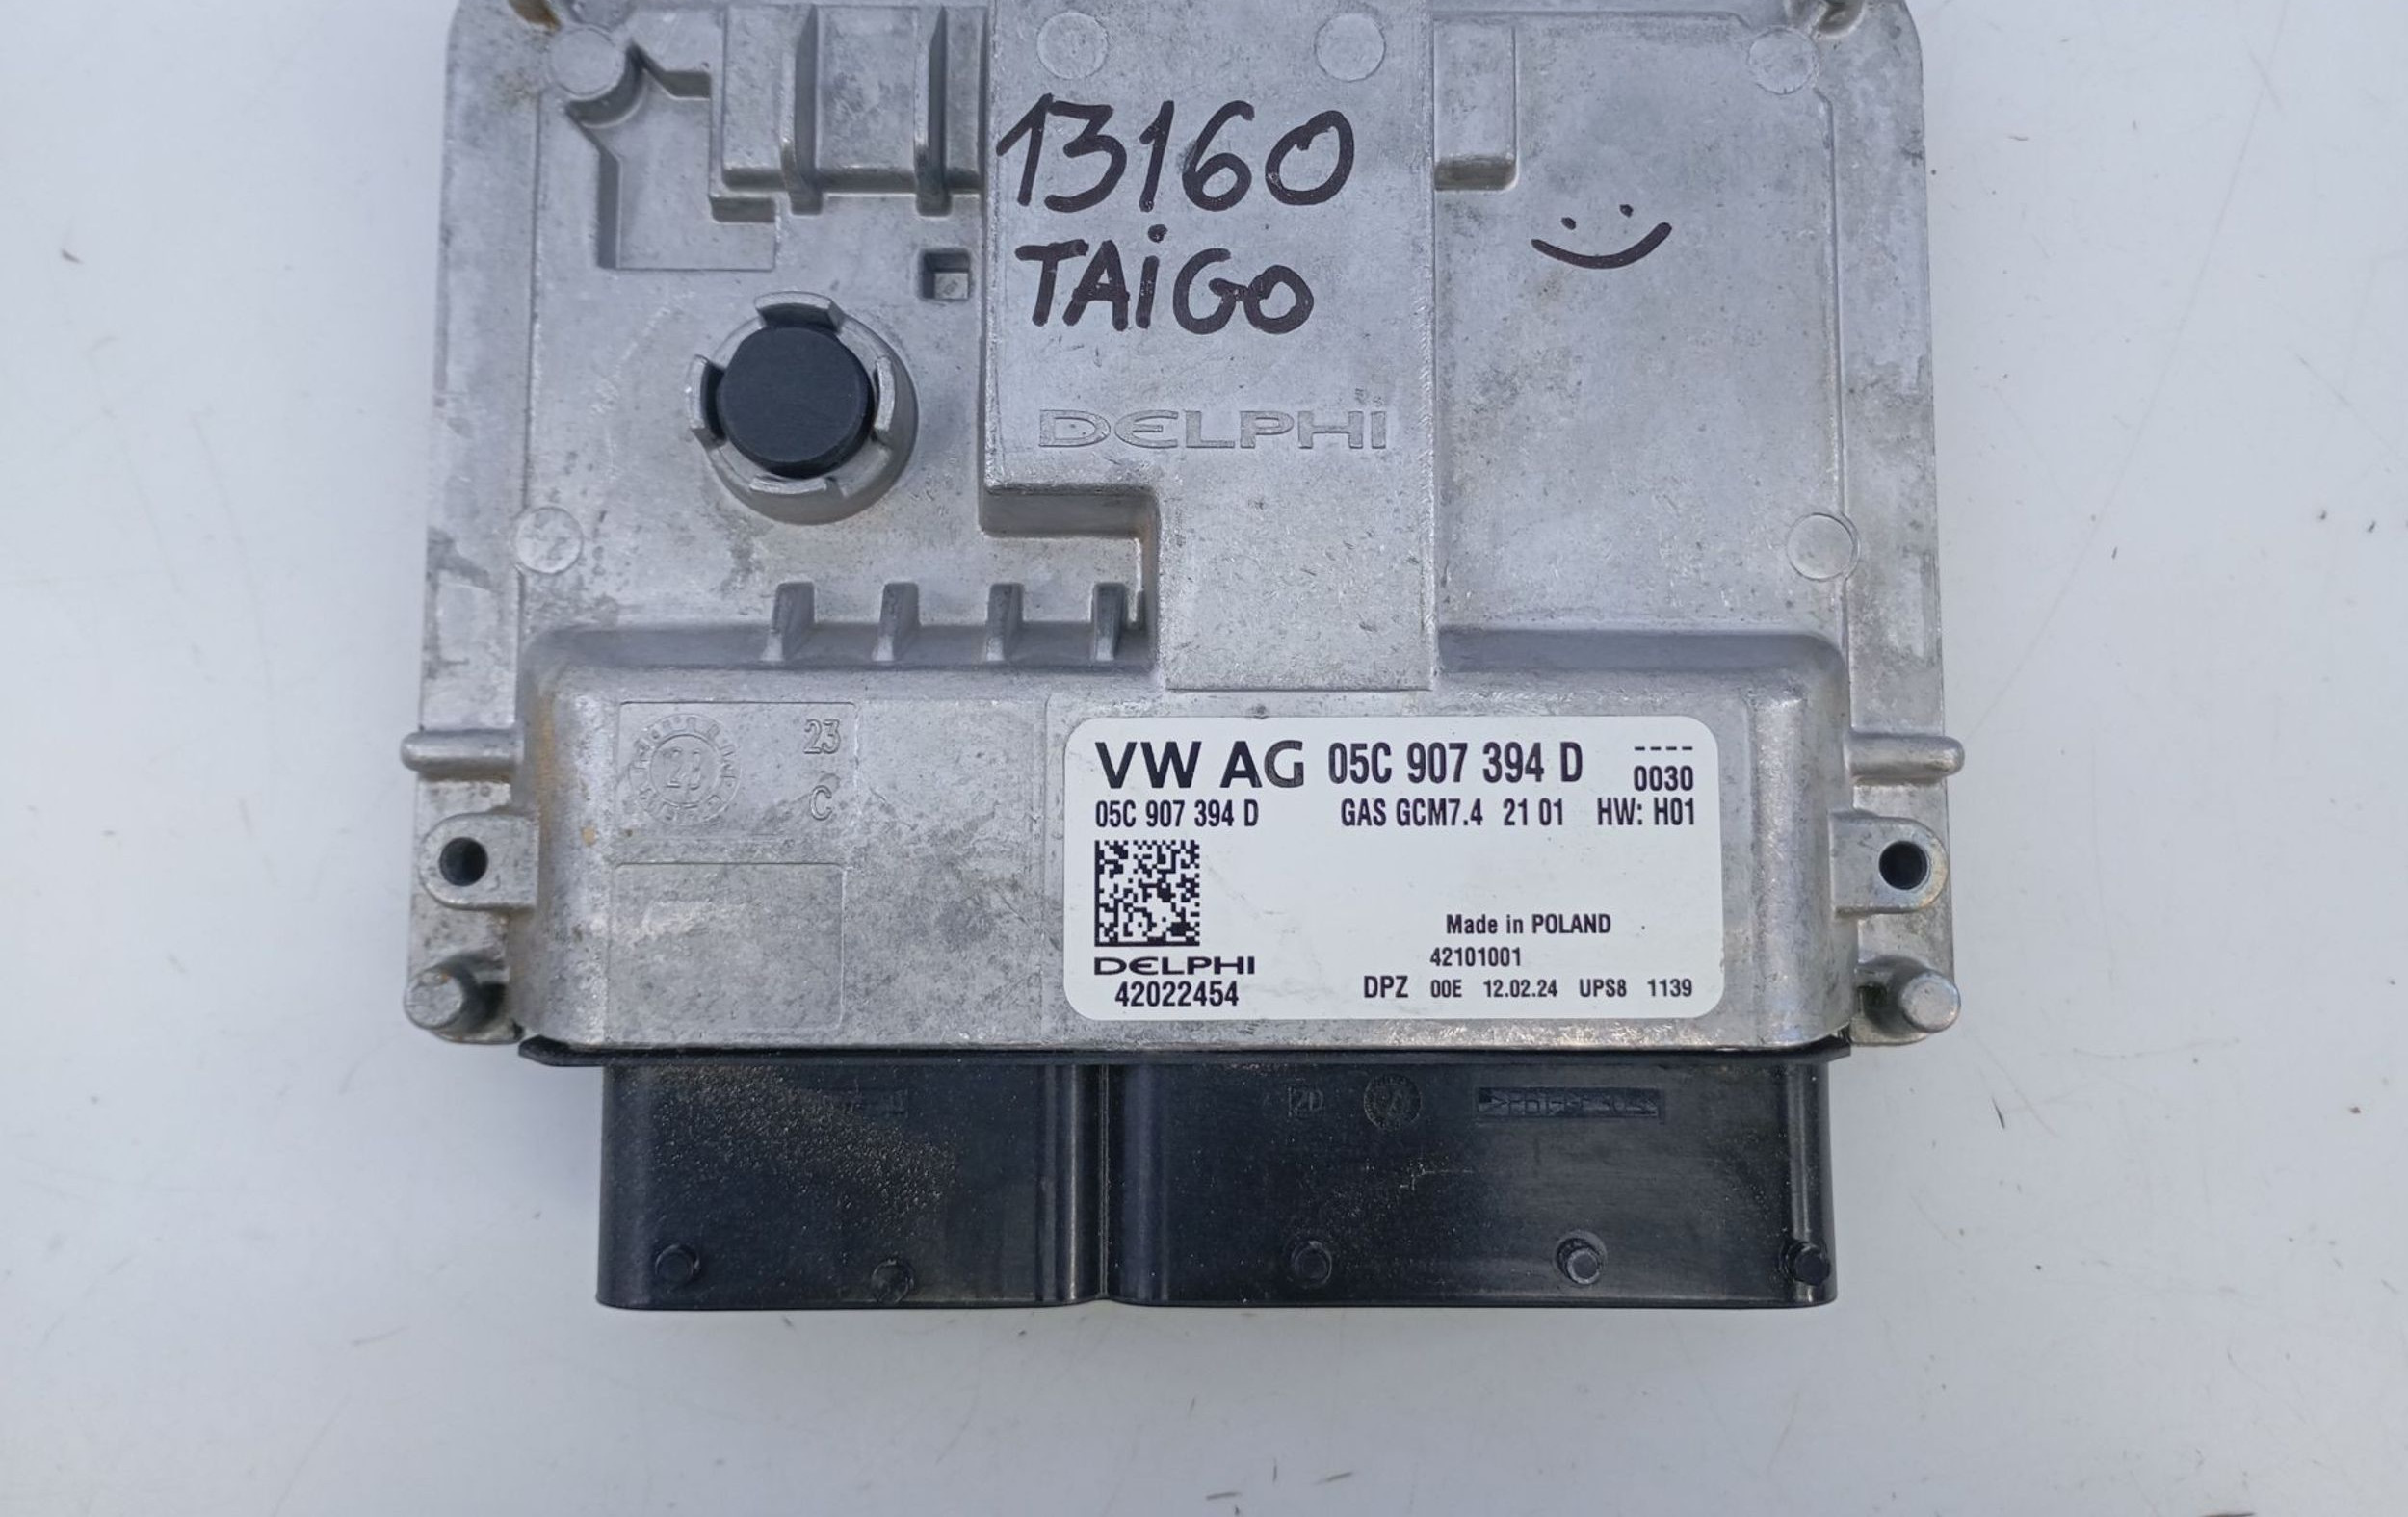 13160
TAiGO
DELPHI
23
23
C
VW AG 05C 907 394 D ----
0030
05C 907 394 D GAS GCM7.4 21 01 HW: H01
Made in POLAND
42101001
DELPHI
42022454
DPZ 00E 12.02.24 UPS8 1139